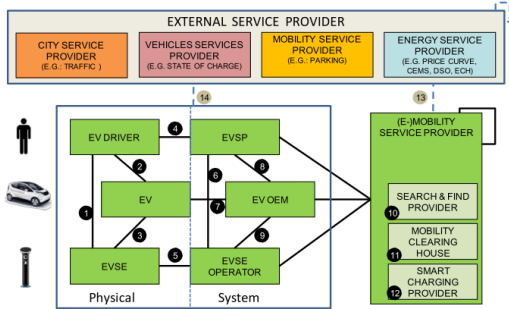 EXTERNAL SERVICE PROVIDER
CITY SERVICE
PROVIDER
(E.G.: TRAFFIC )
VEHICLES SERVICES
PROVIDER
(E.G. STATE OF CHARGE)
MOBILITY SERVICE
PROVIDER
(E.G.: PARKING)
ENERGY SERVICE
PROVIDER
(E.G. PRICE CURVE,
CEMS, DSO, ECH)
14
13
EV DRIVER
4
EVSP
2
6
8
EV
7
EV OEM
1
3
9
EVSE
5
EVSE
OPERATOR
Physical
System
(E-)MOBILITY
SERVICE PROVIDER
SEARCH & FIND
PROVIDER
10
MOBILITY
CLEARING
HOUSE
11
SMART
CHARGING
PROVIDER
12